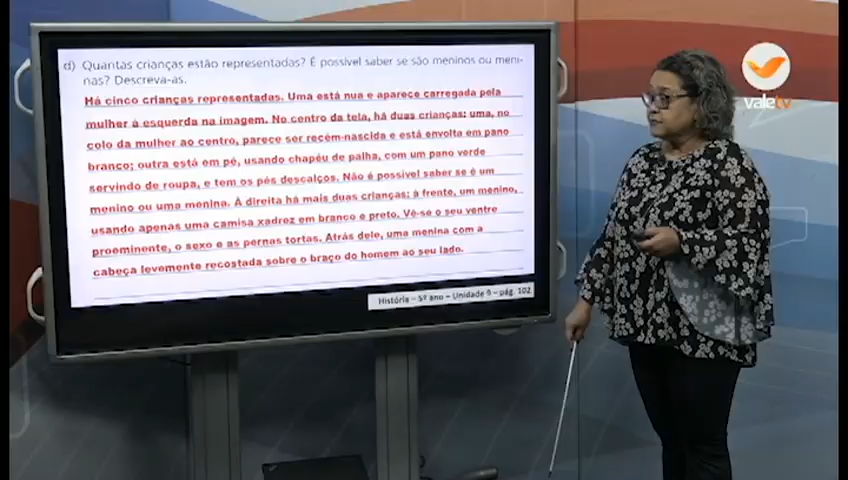 d) Quantas crianças estão representadas? É possível saber se são meninos ou meni-
nas? Descreva-as.
Há cinco crianças representadas. Uma está nua e aparece carregada pela
mulher à esquerda na imagem. No centro da tela, há duas crianças: uma, no
colo da mulher ao centro, parece ser recém-nascida e está envolta em pano
branco; outra está em pé, usando chapéu de palha, com um pano verde
servindo de roupa, e tem os pés descalços. Não é possível saber se é um
menino ou uma menina. À direita há mais duas crianças: à frente, um menino,
usando apenas uma camisa xadrez em branco e preto. Vê-se o seu ventre
proeminente, o sexo e as pernas tortas. Atrás dele, uma menina com a
cabeça levemente recostada sobre o braço do homem ao seu lado.
História – 5º ano – Unidade 9 – pág. 102
vale tv